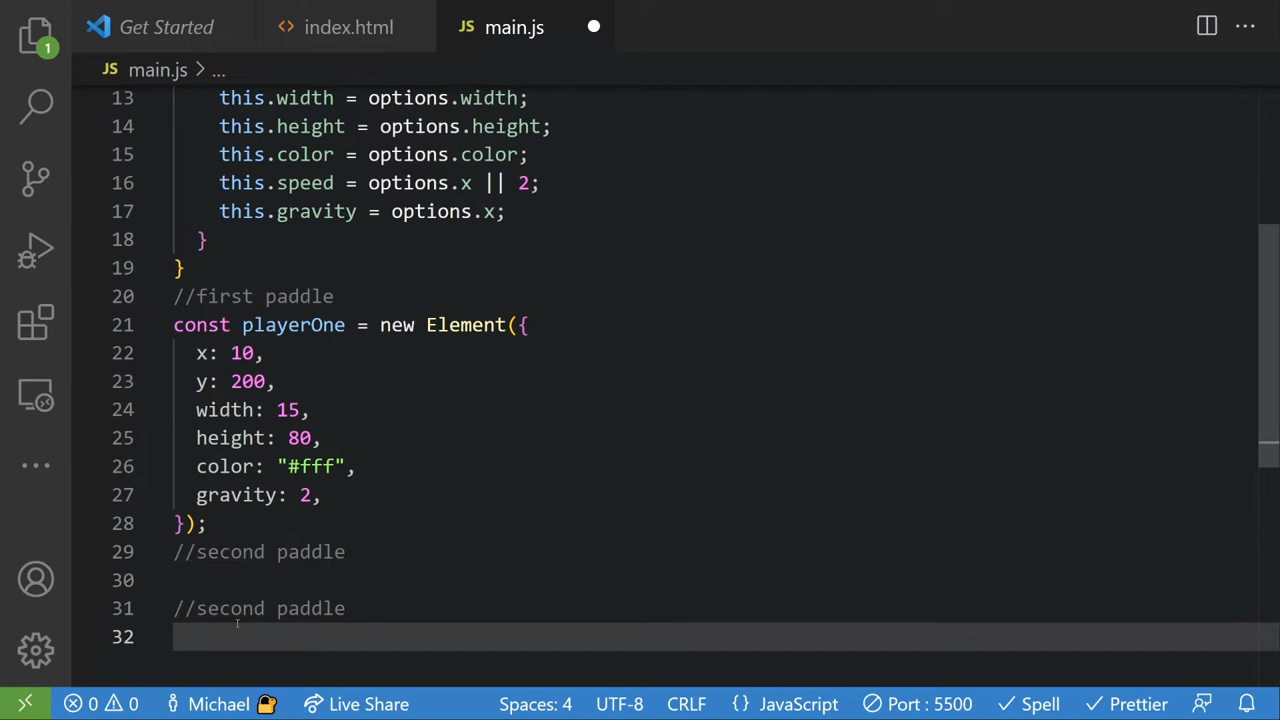 Get Started
index.html
JS main.js
JS main.js > ...
13 this.width = options.width;
14 this.height = options.height;
15 this.color = options.color;
16 this.speed = options.x || 2;
17 this.gravity = options.x;
18 }
19 }
20 //first paddle
21 const playerOne = new Element({
22 x: 10,
23 y: 200,
24 width: 15,
25 height: 80,
26 color: "#fff",
27 gravity: 2,
28 });
29 //second paddle
30
31 //second paddle
32
1
0 0 Michael Live Share Spaces: 4 UTF-8 CRLF {} JavaScript Port : 5500 Spell Prettier